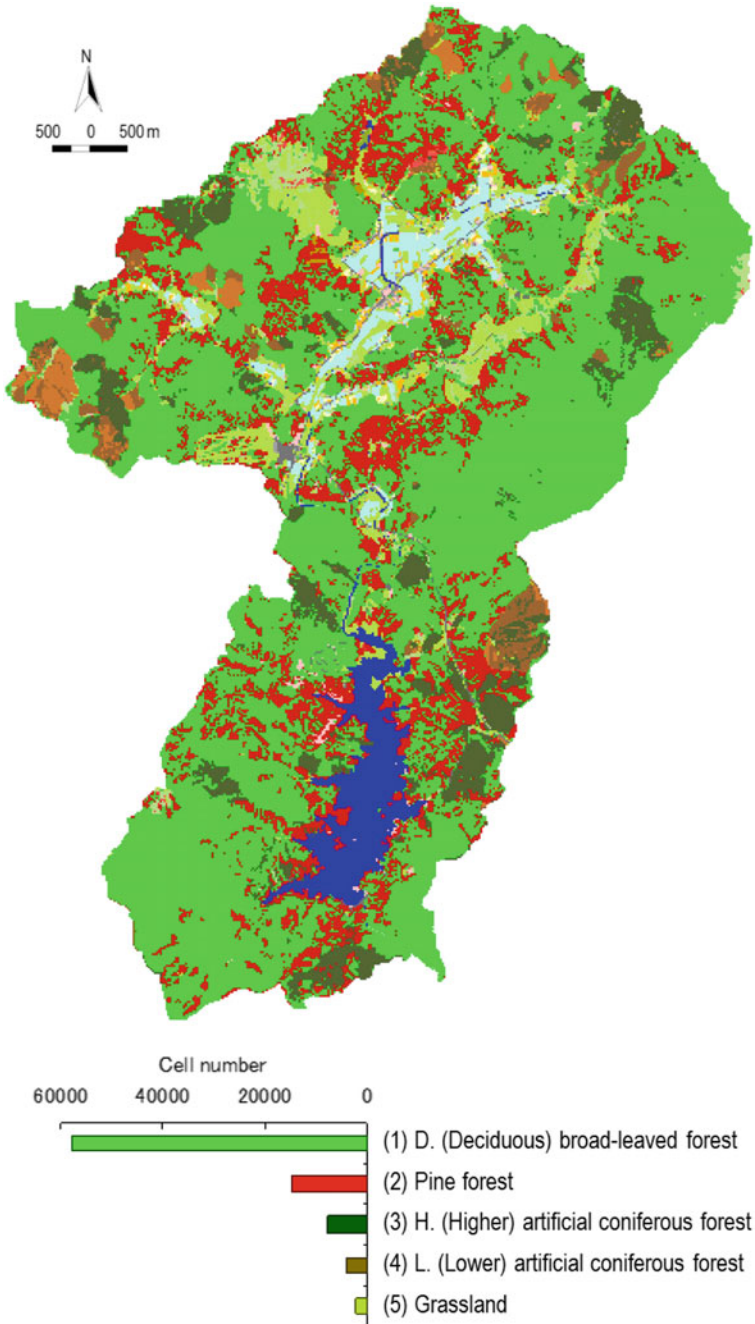 N
500 0 500 m
Cell number
60000 40000 20000 0
(1) D. (Deciduous) broad-leaved forest
(2) Pine forest
(3) H. (Higher) artificial coniferous forest
(4) L. (Lower) artificial coniferous forest
(5) Grassland